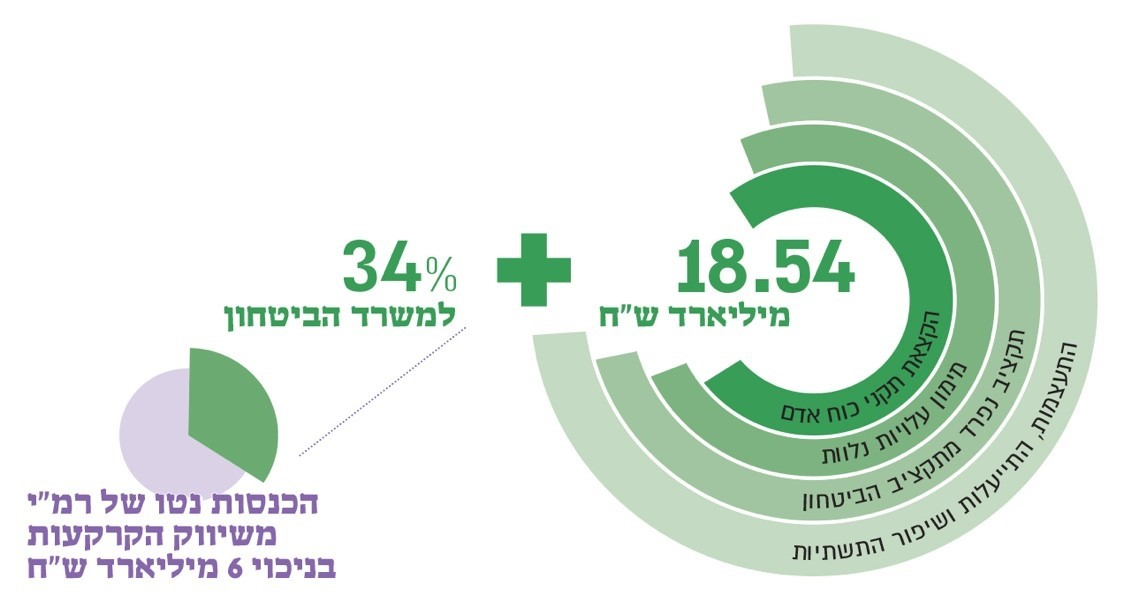 18.54
מיליארד ש"ח
34%
למשרד הביטחון
הקצאת תקני כוח אדם
מימון עלויות נלוות
תקציב נפרד מתקציב הביטחון
התעצמות, התייעלות ושיפור התשתיות
הכנסות נטו של רמ"י
משיווק הקרקעות
בניכוי 6 מיליארד ש"ח